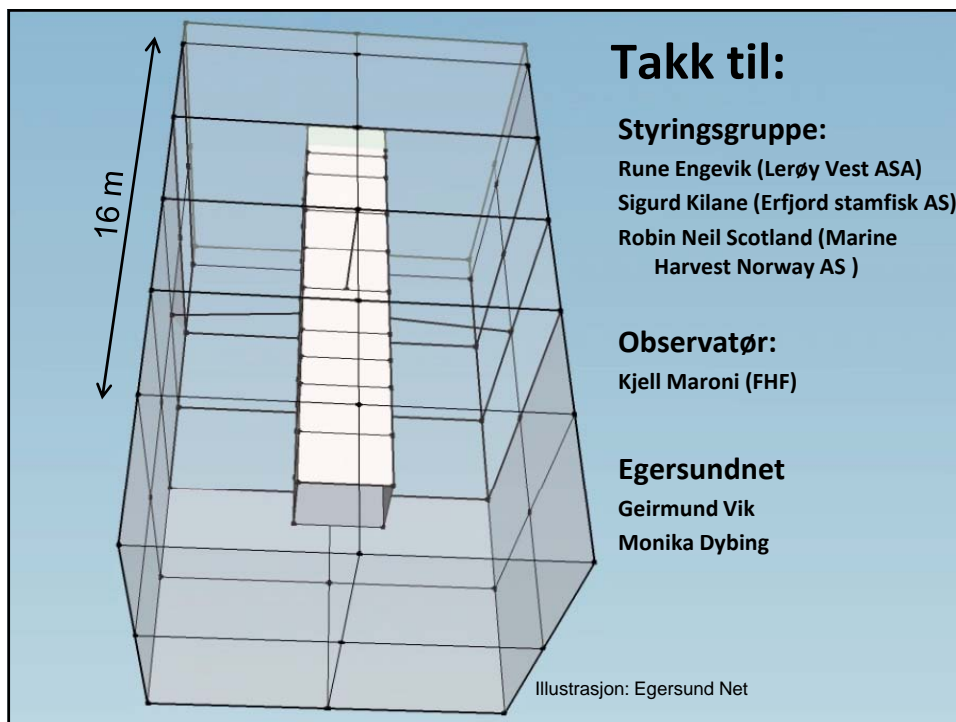 Takk til:
16 m
Styringsgruppe:
Rune Engevik (Lerøy Vest ASA)
Sigurd Kilane (Erfjord stamfisk AS)
Robin Neil Scotland (Marine
Harvest Norway AS )
Observatør:
Kjell Maroni (FHF)
Egersundnet
Geirmund Vik
Monika Dybing
Illustrasjon: Egersund Net